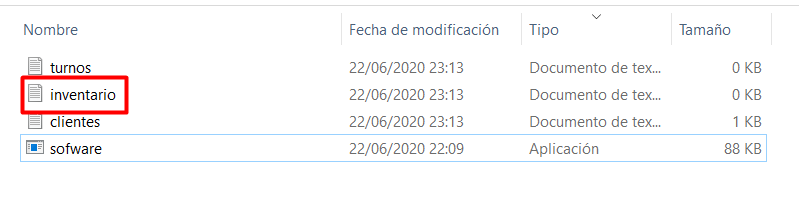 Nombre Fecha de modificación Tipo Tamaño
turnos 22/06/2020 23:13 Documento de tex... 0 KB
inventario 22/06/2020 23:13 Documento de tex... 0 KB
clientes 22/06/2020 23:13 Documento de tex... 1 KB
sofware 22/06/2020 22:09 Aplicación 88 KB